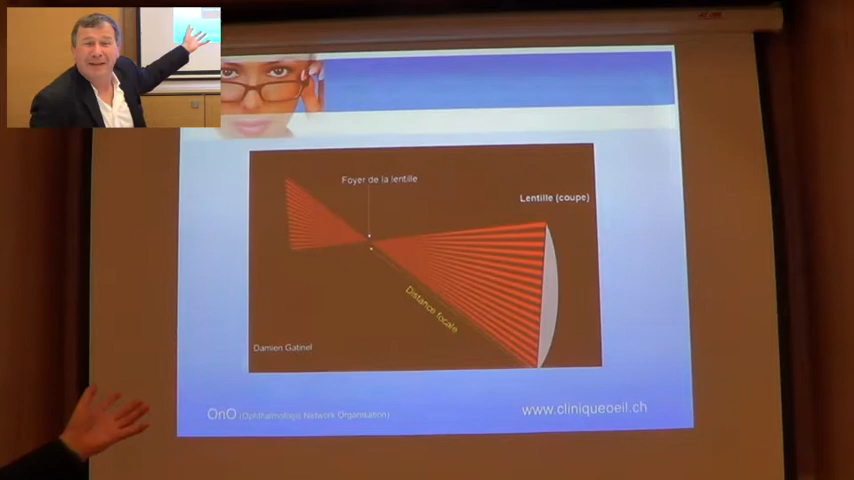 Foyer de la lentille
Lentille (coupe)
Distance focale
Damien Gatinel
OnO (Ophthalmology Network Organisation)
www.cliniqueoeil.ch